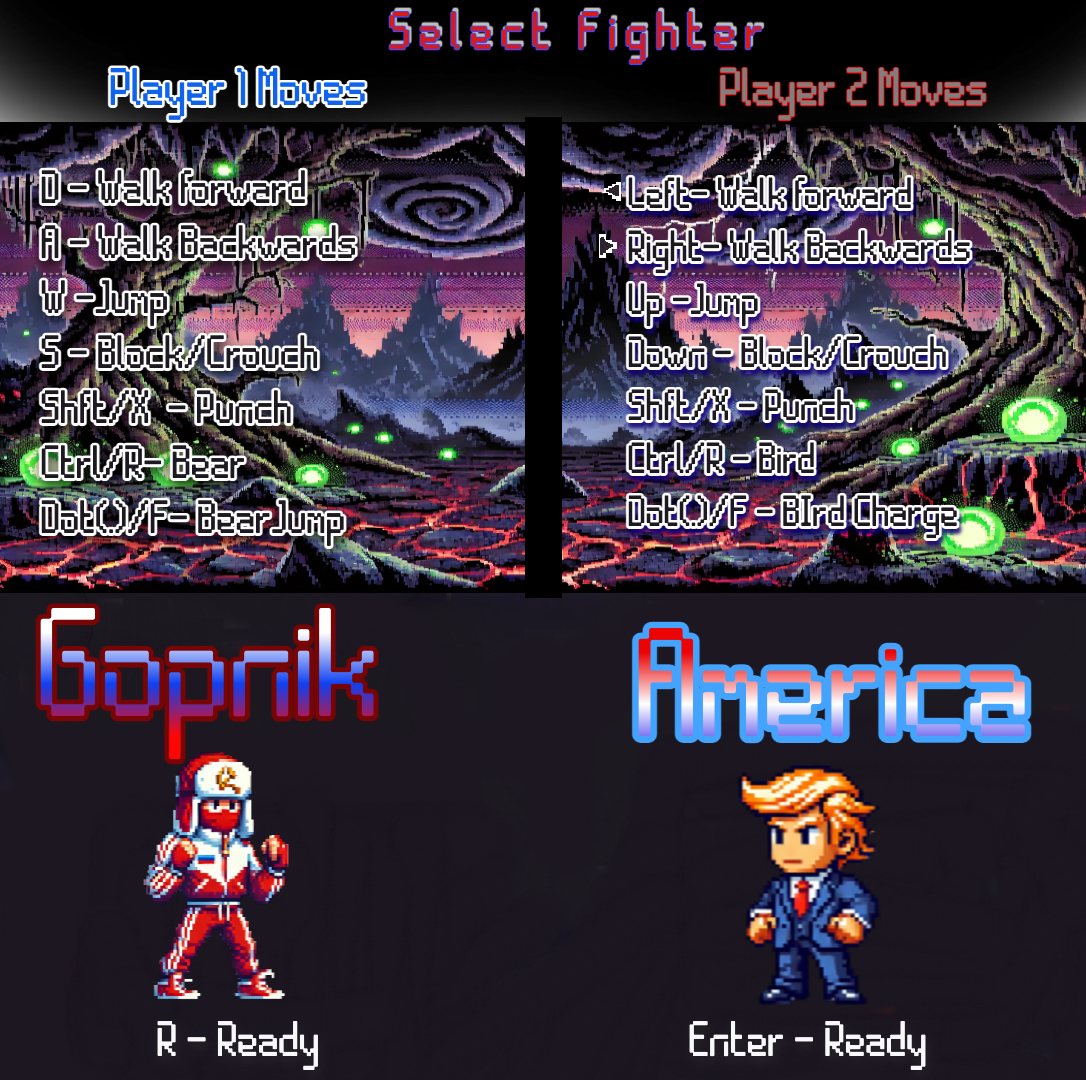 Select Fighter
Player 1 Moves
D - Walk forward
A - Walk Backwards
W -Jump
S - Block/Crouch
Shft/X - Punch
Ctrl/R- Bear
Dot(.)/F- BearJump
Player 2 Moves
Left- Walk forward
Right- Walk Backwards
Up -Jump
Down - Block/Crouch
Shft/X - Punch
Ctrl/R - Bird
Dot(.)/F - BIrd Charge
Gopnik
R - Ready
America
Enter - Ready